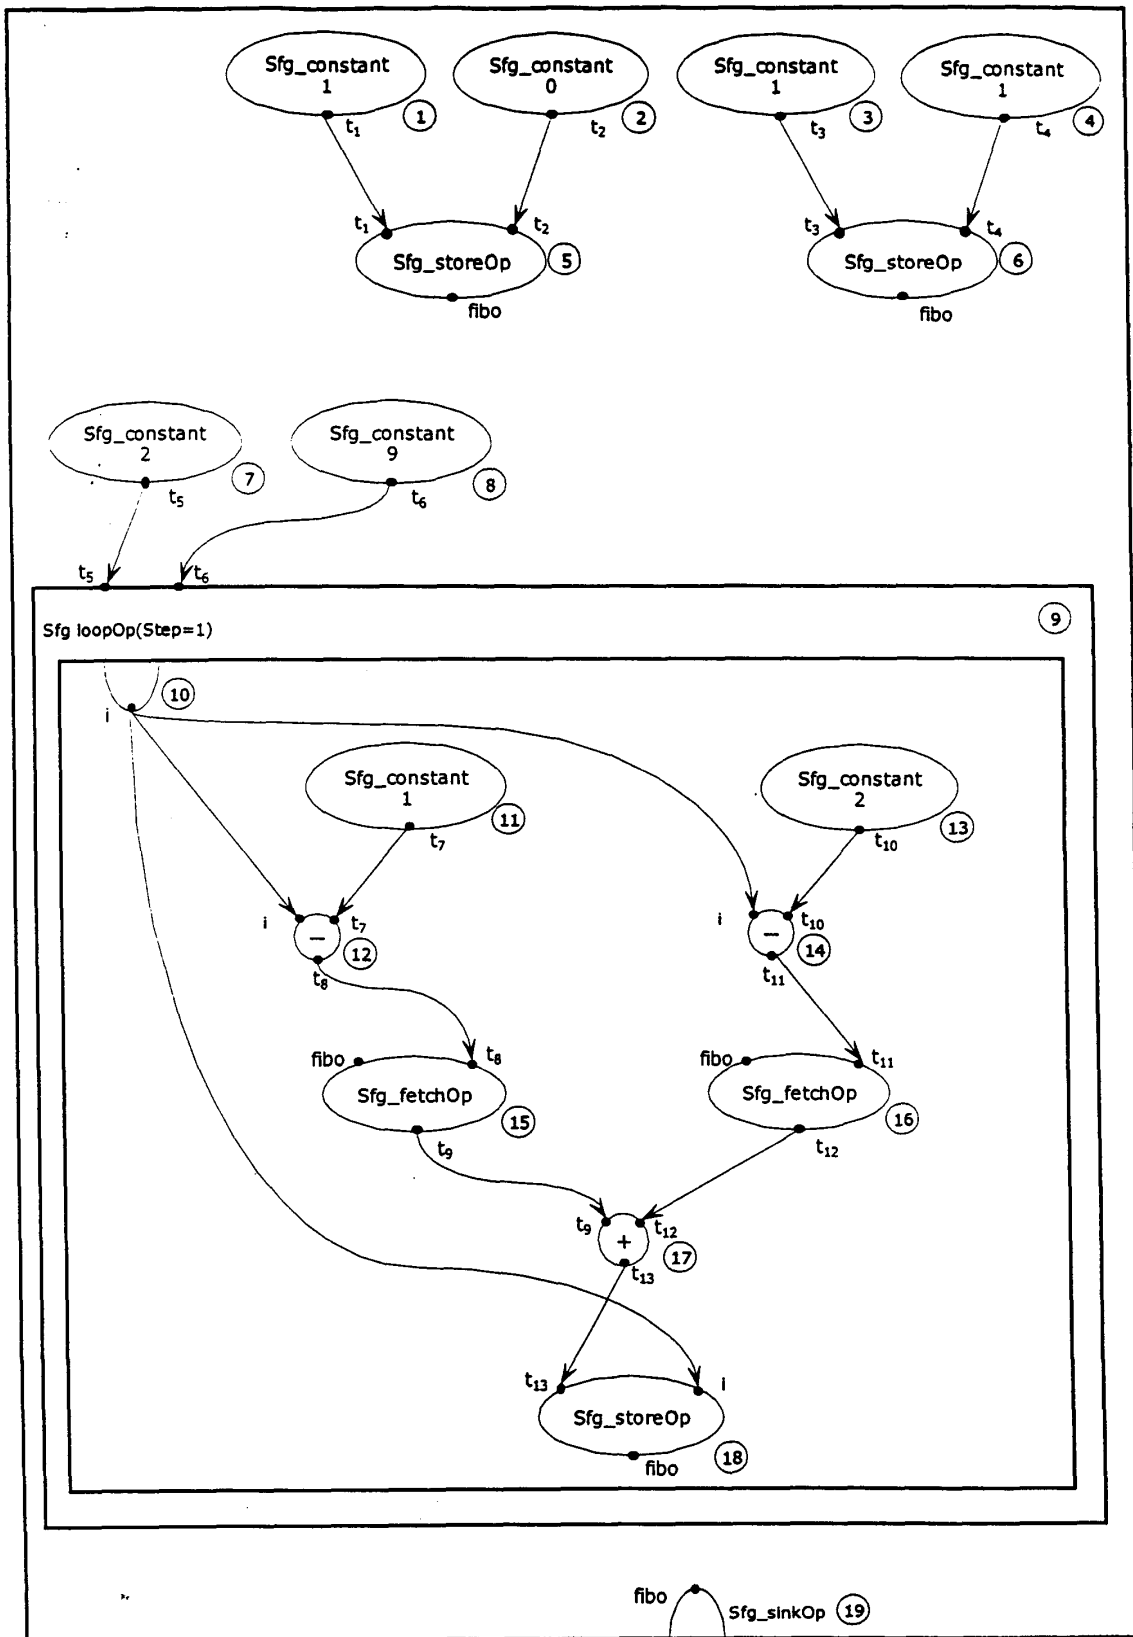 Sfg_constant
1
t1
1
Sfg_constant
0
t2
2
Sfg_constant
1
t3
3
Sfg_constant
1
t4
4
t1
t2
Sfg_storeOp
5
fibo
t3
t4
Sfg_storeOp
6
fibo
Sfg_constant
2
t5
7
Sfg_constant
9
t6
8
t5
t6
Sfg loopOp(Step=1)
9
i
10
Sfg_constant
1
t7
11
Sfg_constant
2
t10
13
i
t7
−
12
t8
i
t10
−
14
t11
fibo
t8
Sfg_fetchOp
15
t9
fibo
t11
Sfg_fetchOp
16
t12
t9
t12
+
17
t13
t13
i
Sfg_storeOp
18
fibo
fibo
Sfg_sinkOp
19